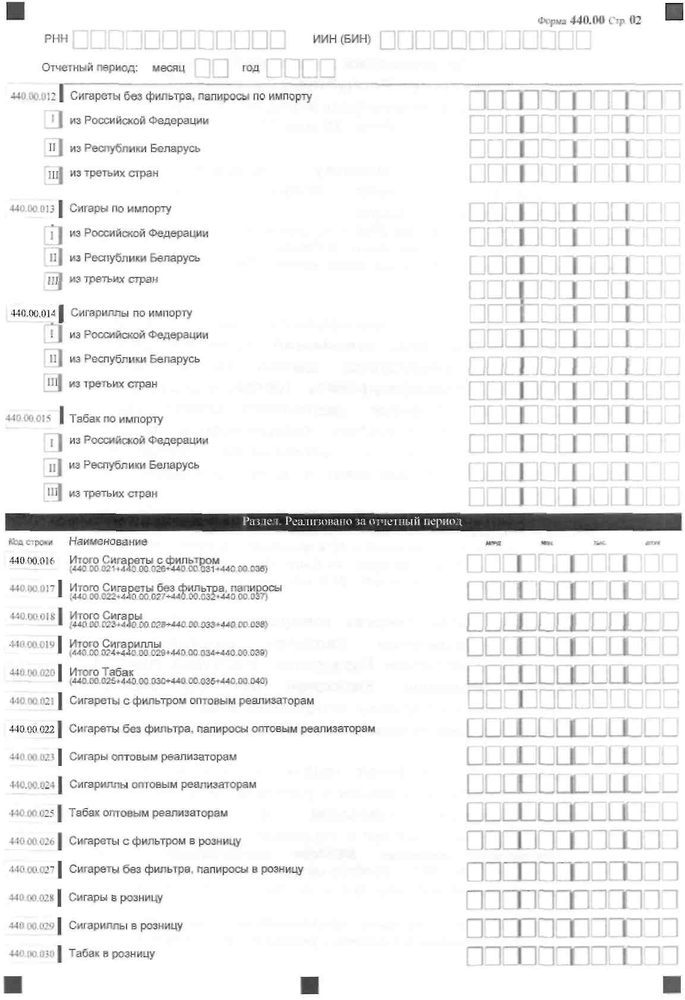 Форма 440.00 Стр. 02
РНН ИИН (БИН)
Отчетный период: месяц год
440.00.012 Сигареты без фильтра, папиросы по импорту
I из Российской Федерации
II из Республики Беларусь
III из третьих стран
440.00.013 Сигары по импорту
I из Российской Федерации
II из Республики Беларусь
III из третьих стран
440.00.014 Сигариллы по импорту
I из Российской Федерации
II из Республики Беларусь
III из третьих стран
440.00.015 Табак по импорту
I из Российской Федерации
II из Республики Беларусь
III из третьих стран
Раздел. Реализовано за отчетный период
Код строки Наименование млрд. млн. тыс. штук
440.00.016 Итого Сигареты с фильтром
(440.00.021+440.00.026+440.00.031+440.00.036)
440.00.017 Итого Сигареты без фильтра, папиросы
(440.00.022+440.00.027+440.00.032+440.00.037)
440.00.018 Итого Сигары
(440.00.023+440.00.028+440.00.033+440.00.038)
440.00.019 Итого Сигариллы
(440.00.024+440.00.029+440.00.034+440.00.039)
440.00.020 Итого Табак
(440.00.025+440.00.030+440.00.035+440.00.040)
440.00.021 Сигареты с фильтром оптовым реализаторам
440.00.022 Сигареты без фильтра, папиросы оптовым реализаторам
440.00.023 Сигары оптовым реализаторам
440.00.024 Сигариллы оптовым реализаторам
440.00.025 Табак оптовым реализаторам
440.00.026 Сигареты с фильтром в розницу
440.00.027 Сигареты без фильтра, папиросы в розницу
440.00.028 Сигары в розницу
440.00.029 Сигариллы в розницу
440.00.030 Табак в розницу